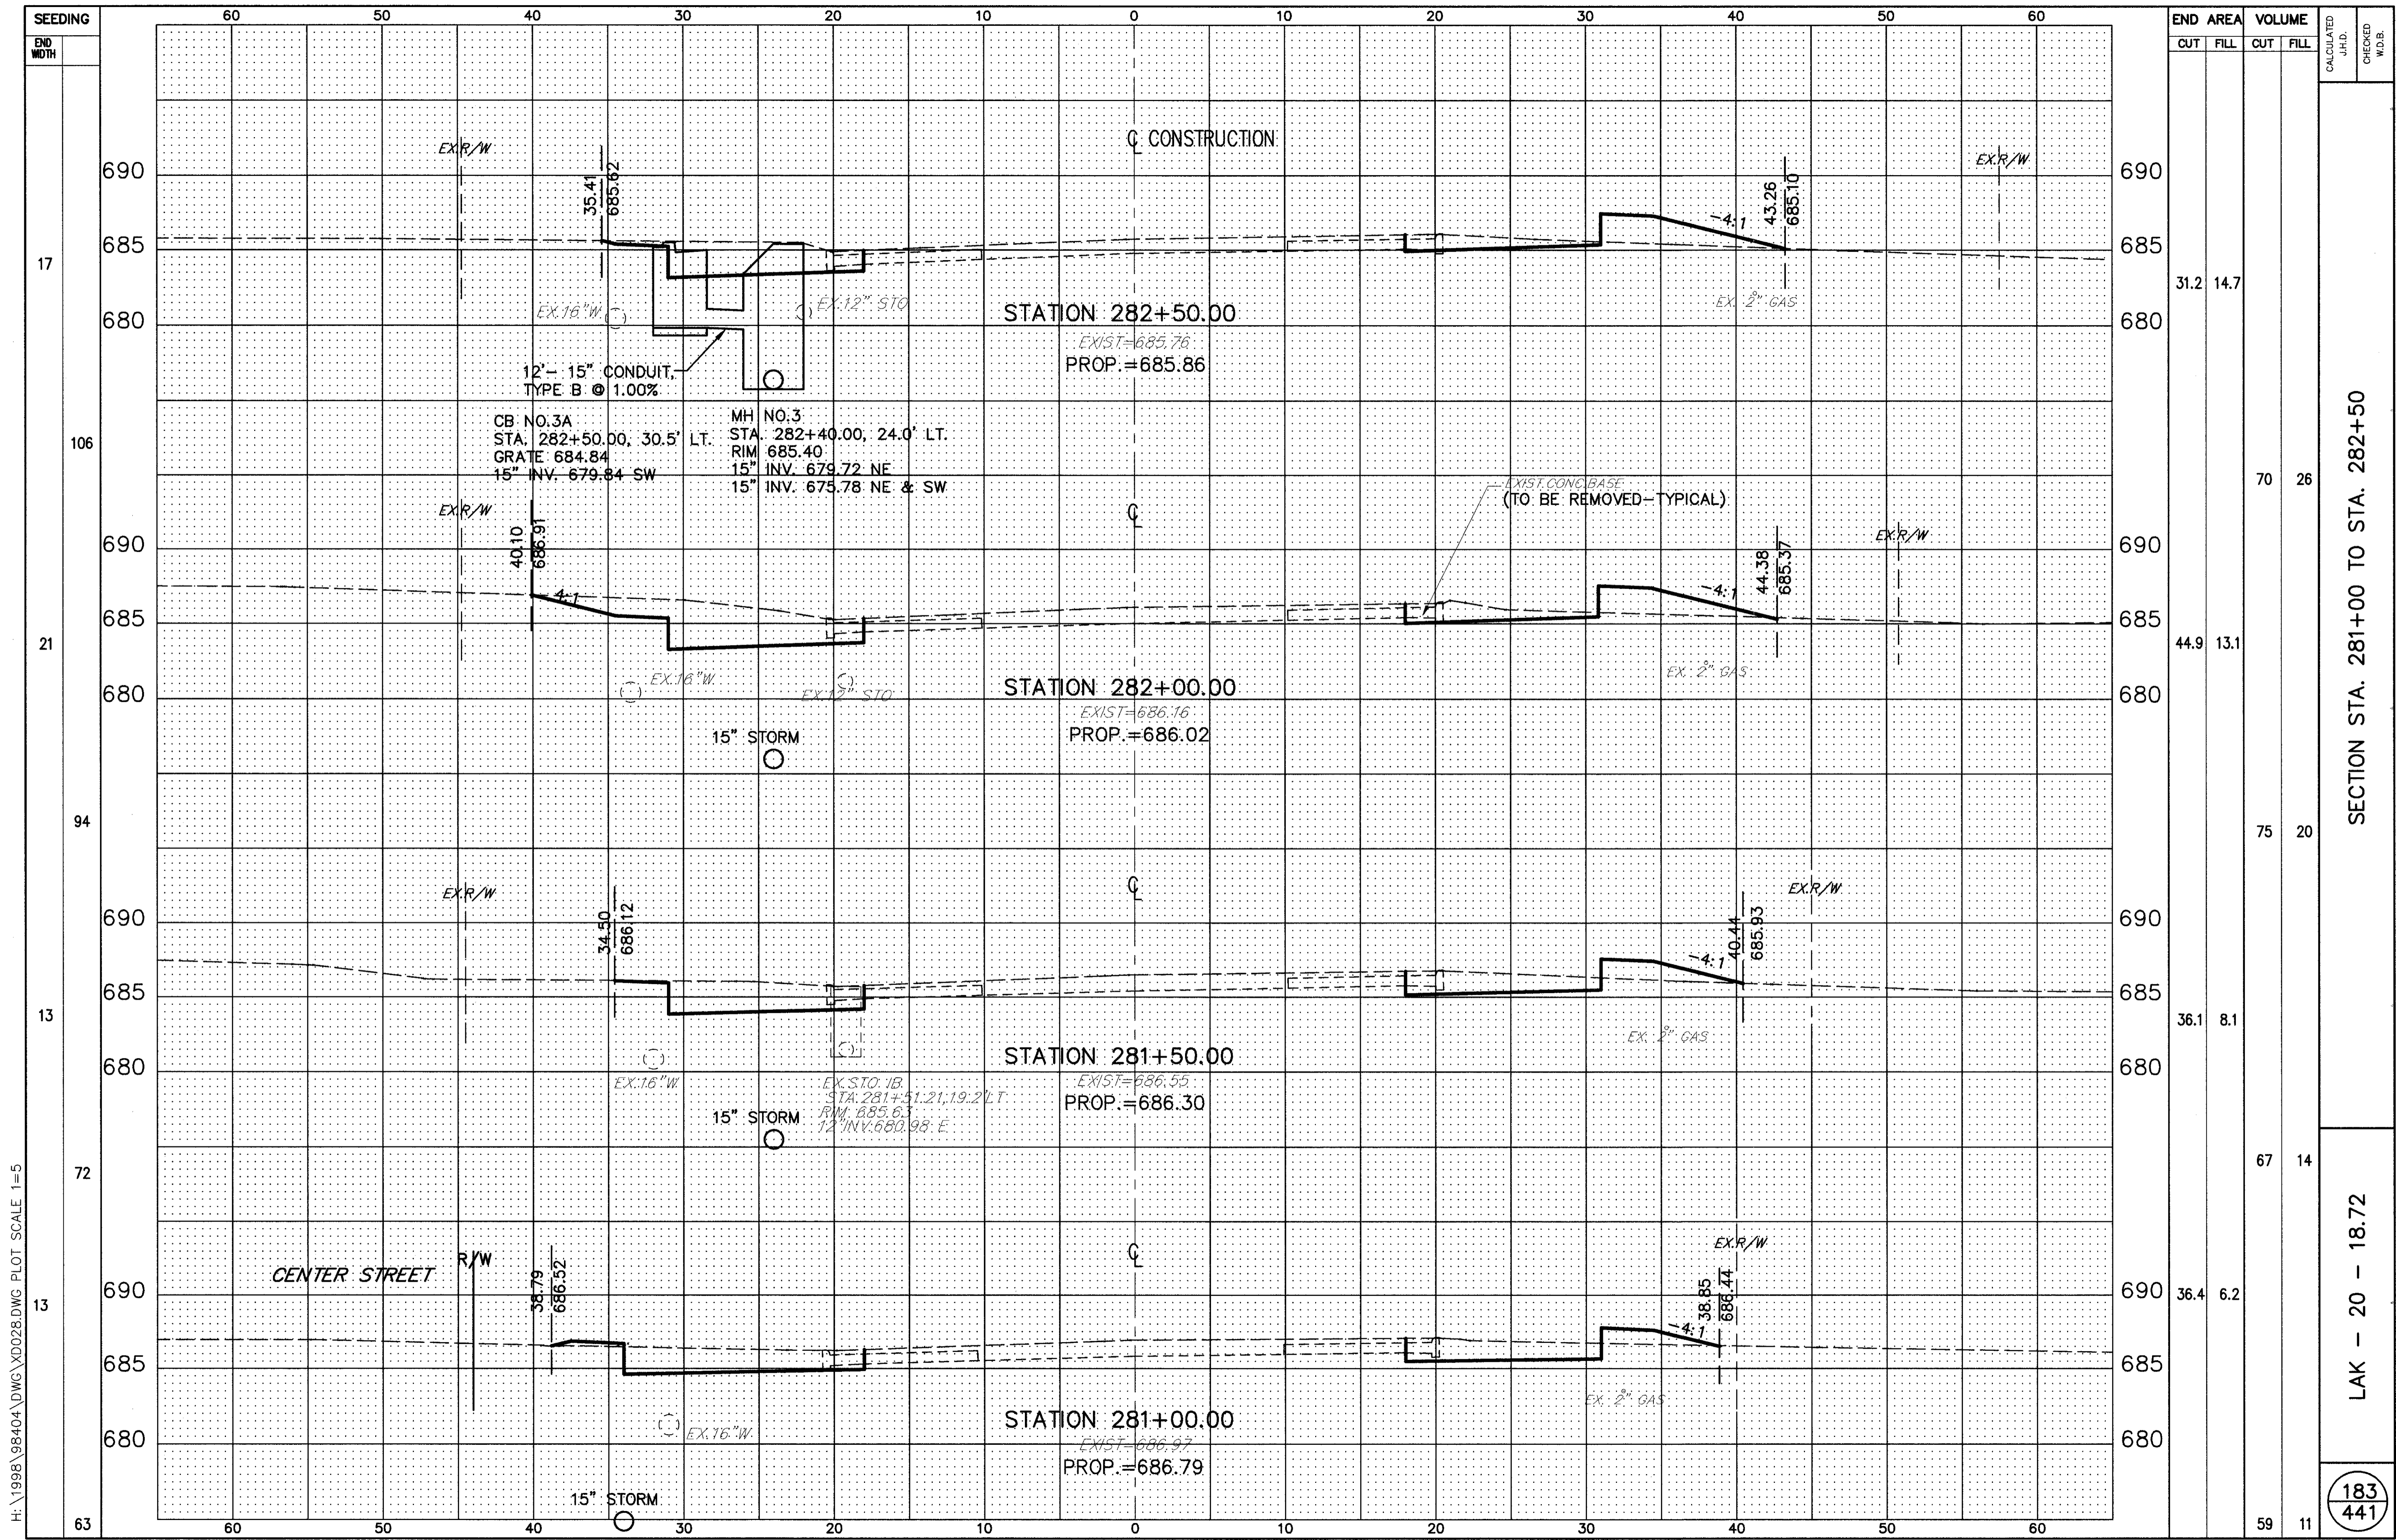 SEEDING
END WIDTH
60 50 40 30 20 10 0 10 20 30 40 50 60
END AREA VOLUME
CUT FILL CUT FILL
CALCULATED
J.H.D.
CHECKED
W.D.B.
℄ CONSTRUCTION
EX.R/W
35.41
685.62
43.26
685.10
EX.R/W
690 690
-4:1
685 685
17
31.2 14.7
EX.16"W
EX.12" STO
EX. 2" GAS
680 680
STATION 282+50.00
EXIST=685.76
PROP.=685.86
12'- 15" CONDUIT,
TYPE B @ 1.00%
CB NO.3A
STA. 282+50.00, 30.5' LT.
GRATE 684.84
15" INV. 679.84 SW
MH NO.3
STA. 282+40.00, 24.0' LT.
RIM 685.40
15" INV. 679.72 NE
15" INV. 675.78 NE & SW
106
70 26
EXIST.CONC.BASE
(TO BE REMOVED-TYPICAL)
EX.R/W
40.10
686.91
℄
44.38
685.37
EX.R/W
690 690
4:1
-4:1
685 685
21
44.9 13.1
EX.16"W
EX.12" STO
EX. 2" GAS
680 680
STATION 282+00.00
EXIST=686.16
PROP.=686.02
15" STORM
94
75 20
EX.R/W
34.50
686.12
℄
40.44
685.93
EX.R/W
690 690
-4:1
685 685
13
36.1 8.1
EX.16"W
EX. 2" GAS
680 680
STATION 281+50.00
EXIST=686.55
PROP.=686.30
EX.STO IB
STA.281+51.21,19.2'LT
RIM 685.63
12"INV.680.98 E
15" STORM
72
67 14
CENTER STREET
R/W
38.79
686.52
℄
38.85
686.44
EX.R/W
690 690
-4:1
13
36.4 6.2
685 685
EX.16"W
EX. 2" GAS
680 680
STATION 281+00.00
EXIST=686.97
PROP.=686.79
15" STORM
63
59 11
60 50 40 30 20 10 0 10 20 30 40 50 60
SECTION STA. 281+00 TO STA. 282+50
LAK - 20 - 18.72
183
441
H:\1998\98404\DWG\XD028.DWG PLOT SCALE 1=5